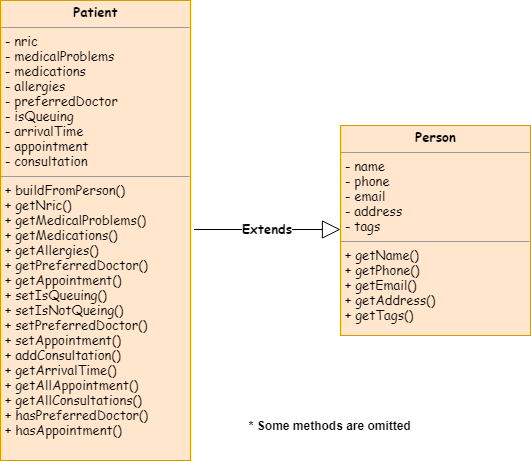 Patient
- nric
- medicalProblems
- medications
- allergies
- preferredDoctor
- isQueuing
- arrivalTime
- appointment
- consultation
+ buildFromPerson()
+ getNric()
+ getMedicalProblems()
+ getMedications()
+ getAllergies()
+ getPreferredDoctor()
+ getAppointment()
+ setIsQueuing()
+ setIsNotQueing()
+ setPreferredDoctor()
+ setAppointment()
+ addConsultation()
+ getArrivalTime()
+ getAllAppointment()
+ getAllConsultations()
+ hasPreferredDoctor()
+ hasAppointment()
Extends
Person
- name
- phone
- email
- address
- tags
+ getName()
+ getPhone()
+ getEmail()
+ getAddress()
+ getTags()
* Some methods are omitted